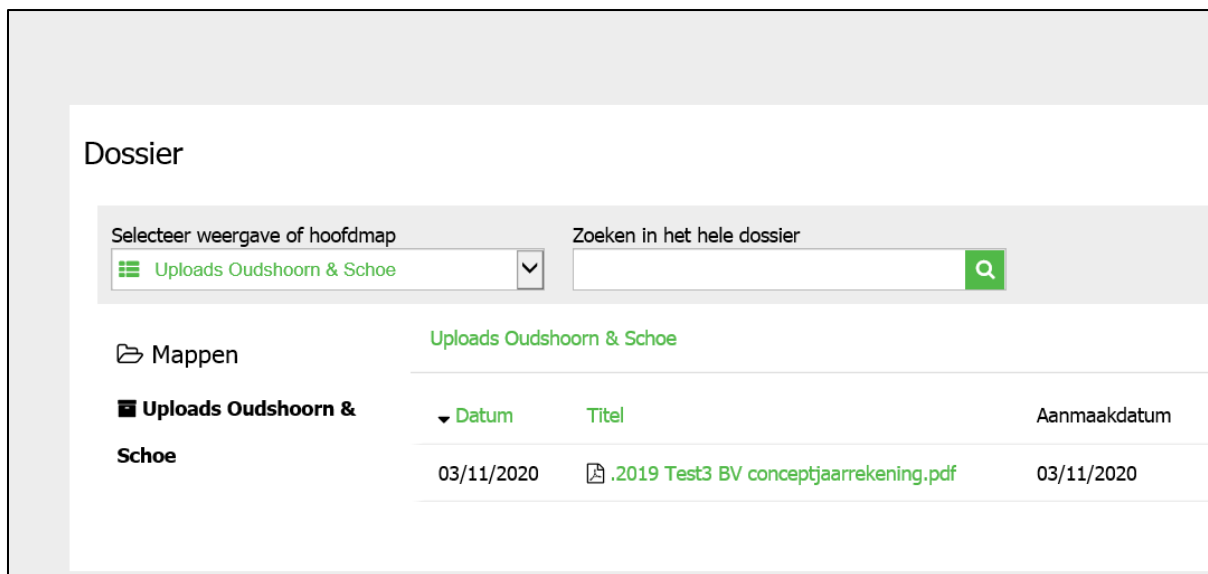 Dossier
Selecteer weergave of hoofdmap
Zoeken in het hele dossier
Uploads Oudshoorn & Schoe
Mappen
Uploads Oudshoorn &
Schoe
Uploads Oudshoorn & Schoe
Datum Titel Aanmaakdatum
03/11/2020 .2019 Test3 BV conceptjaarrekening.pdf 03/11/2020